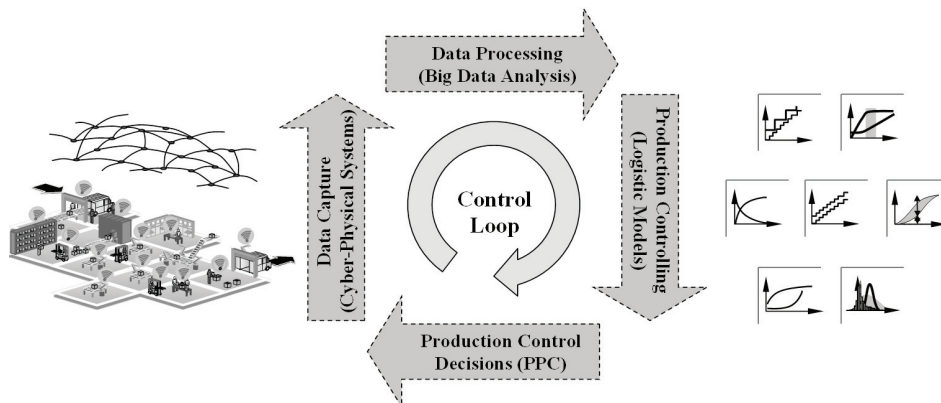 Data Processing
(Big Data Analysis)
Data Capture
(Cyber-Physical Systems)
Control
Loop
Production Controlling
(Logistic Models)
Production Control
Decisions (PPC)